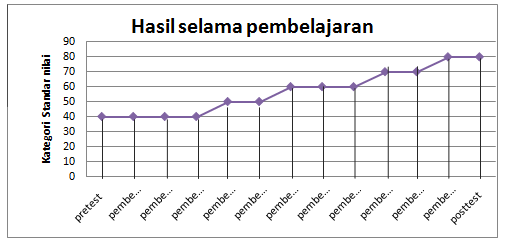 Hasil selama pembelajaran
Kategori Standar nilai
90
80
70
60
50
40
30
20
10
0
pretest
pembe...
pembe...
pembe...
pembe...
pembe...
pembe...
pembe...
pembe...
pembe...
pembe...
pembe...
posttest